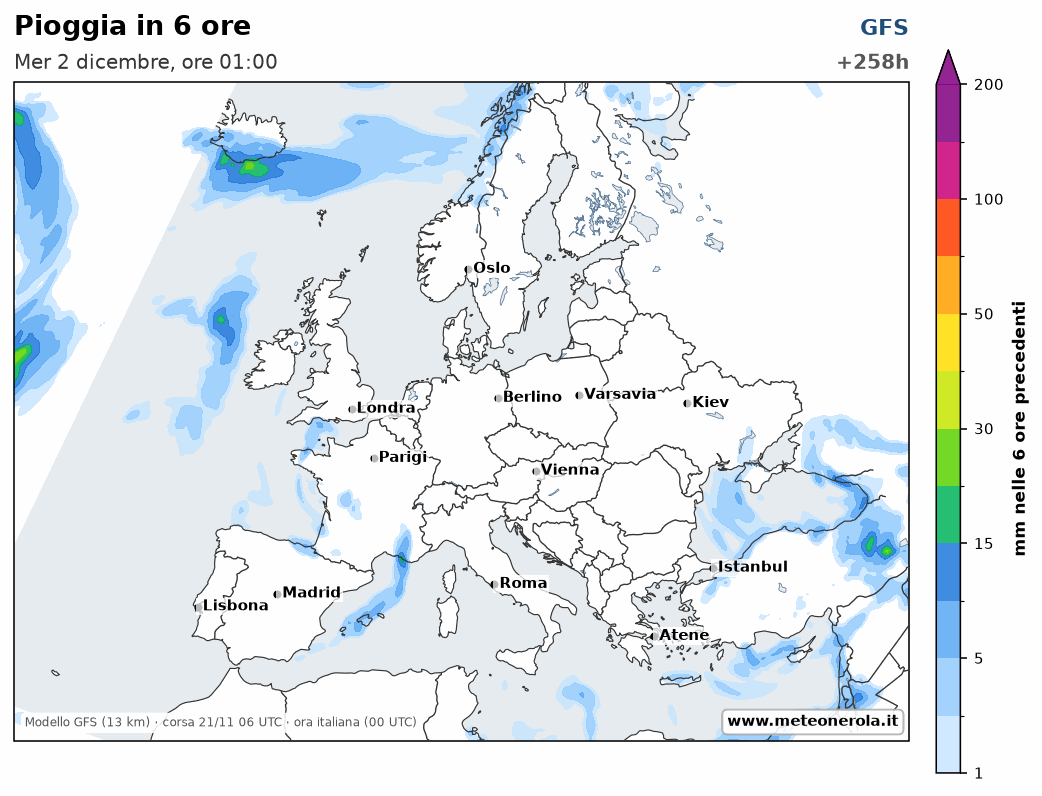 Pioggia in 6 ore
GFS
Mer 2 dicembre, ore 01:00
+258h
200
100
50
30
15
5
1
mm nelle 6 ore precedenti
Oslo
Londra
Berlino
Varsavia
Kiev
Parigi
Vienna
Istanbul
Roma
Madrid
Lisbona
Atene
Modello GFS (13 km) · corsa 21/11 06 UTC · ora italiana (00 UTC)
www.meteonerola.it